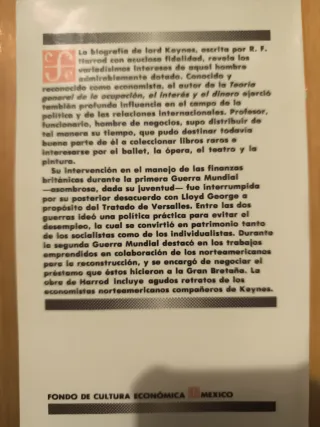 La biografía de lord Keynes, escrita por R. F.
Harrod con acuciosa fidelidad, revela los
variadísimos intereses de aquel hombre
admirablemente dotado. Conocido y
reconocido como economista, el autor de la Teoría
general de la ocupación, el interés y el dinero ejerció
también profunda influencia en el campo de la
política y de las relaciones internacionales. Profesor,
funcionario, hombre de negocios, supo distribuir de
tal manera su tiempo, que pudo destinar todavía
buena parte de él a coleccionar libros raros e
interesarse por el ballet, la ópera, el teatro y la
pintura.
Su intervención en el manejo de las finanzas
británicas durante la primera Guerra Mundial
—asombrosa, dada su juventud— fue interrumpida
por su posterior desacuerdo con Lloyd George a
propósito del Tratado de Versalles. Entre las dos
guerras ideó una política práctica para evitar el
desempleo, la cual se convirtió en patrimonio tanto
de los socialistas como de los individualistas. Durante
la segunda Guerra Mundial destacó en los trabajos
emprendidos en colaboración de los norteamericanos
para la reconstrucción, y se encargó de negociar el
préstamo que éstos hicieron a la Gran Bretaña. La
obra de Harrod incluye agudos retratos de los
economistas norteamericanos compañeros de Keynes.
FONDO DE CULTURA ECONÓMICA MEXICO